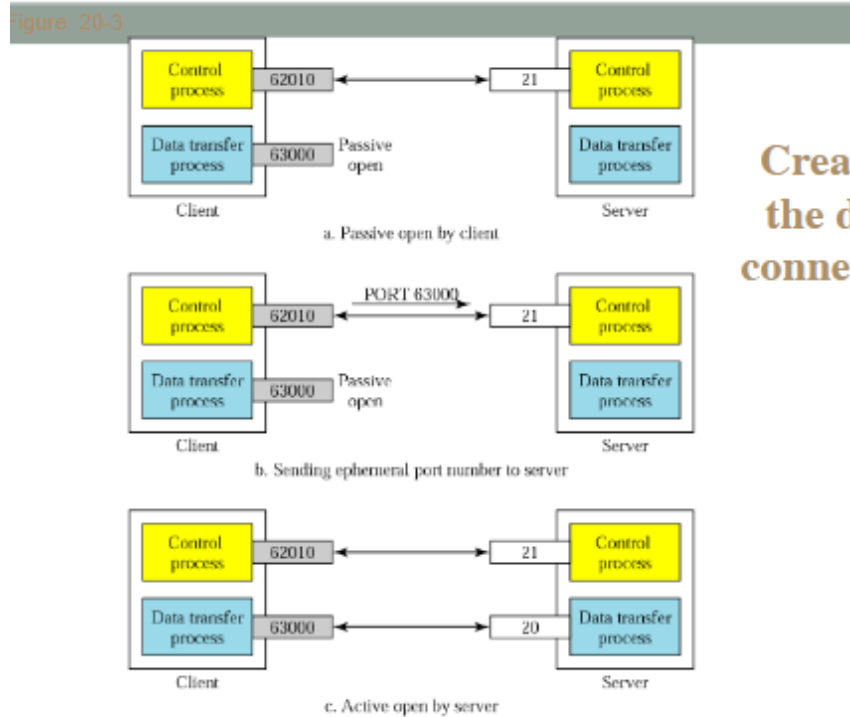 Figure 20-3
Control
process
62010
21
Control
process
Data transfer
process
63000
Passive
open
Data transfer
process
Client
Server
a. Passive open by client
Crea
the d
conne
Control
process
62010
PORT 63000
21
Control
process
Data transfer
process
63000
Passive
open
Data transfer
process
Client
Server
b. Sending ephemeral port number to server
Control
process
62010
21
Control
process
Data transfer
process
63000
20
Data transfer
process
Client
Server
c. Active open by server